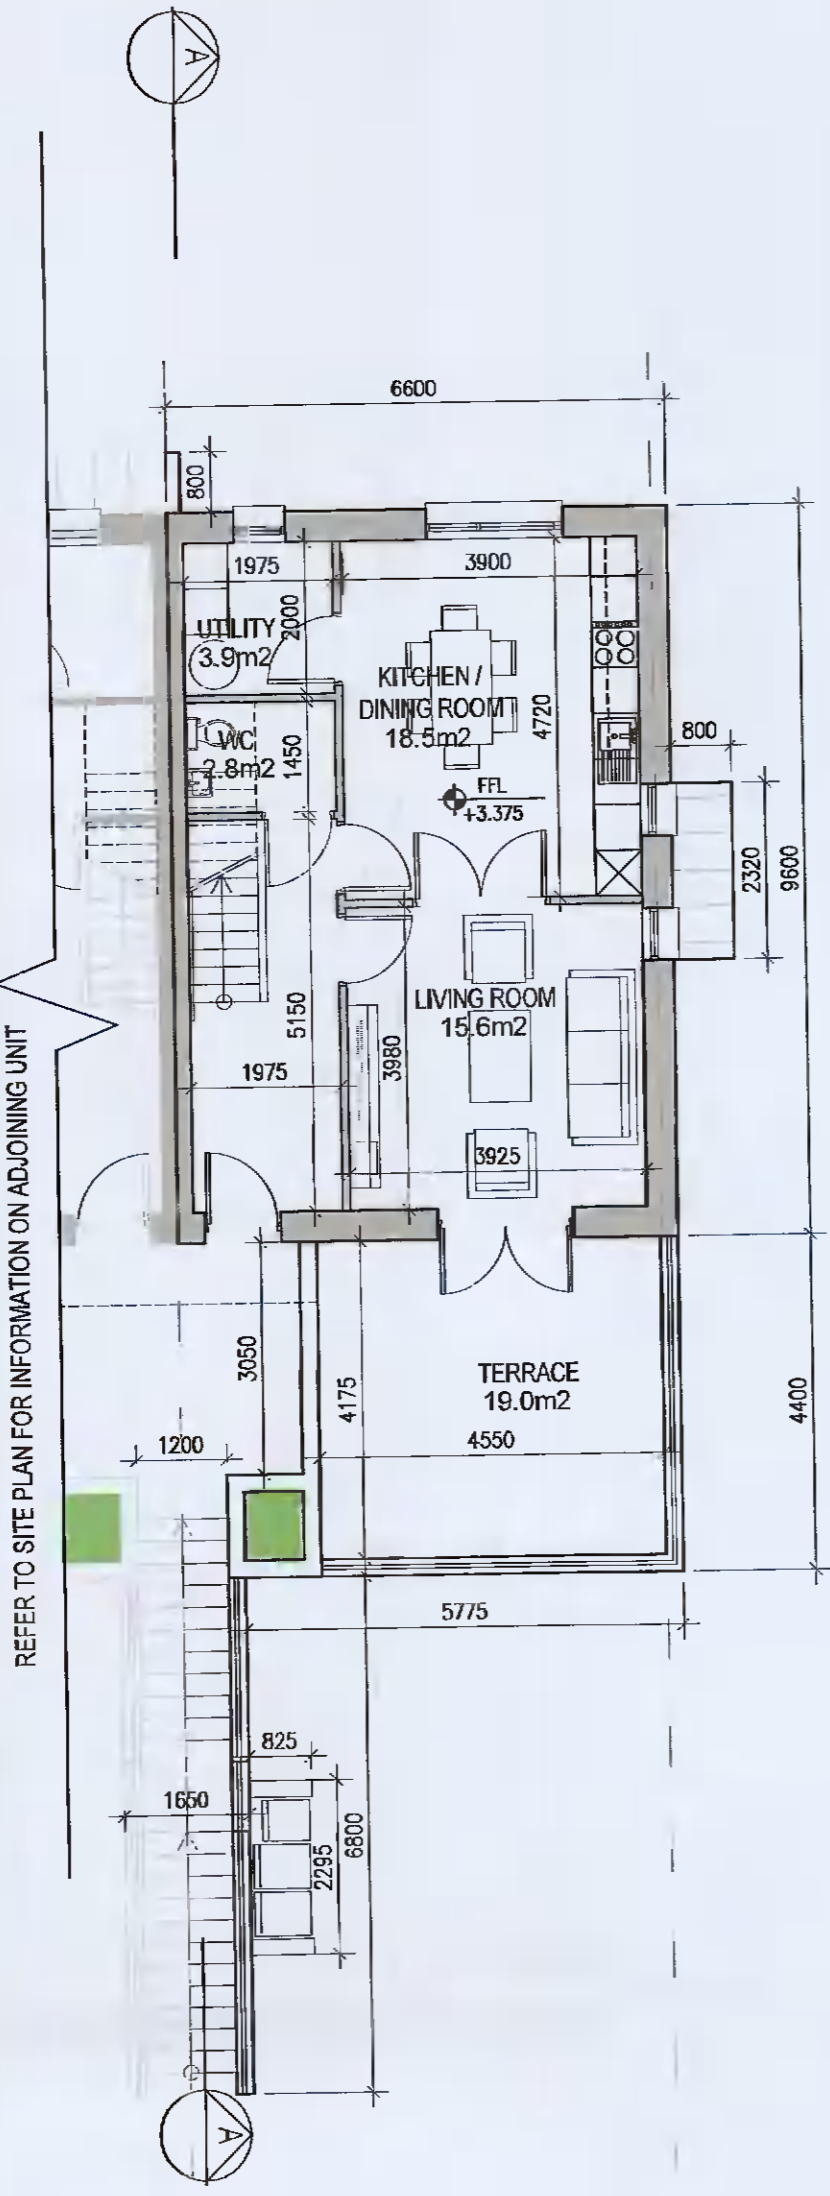 A
6600
800
1975
3900
UTILITY
3.9m2
2000
KITCHEN /
DINING ROOM
18.5m2
4720
WC
2.8m2
1450
800
FFL
+3.375
2320
9600
LIVING ROOM
15.6m2
5150
3980
1975
3925
REFER TO SITE PLAN FOR INFORMATION ON ADJOINING UNIT
3050
4175
TERRACE
19.0m2
4400
1200
4550
5775
825
1650
2295
6800
A